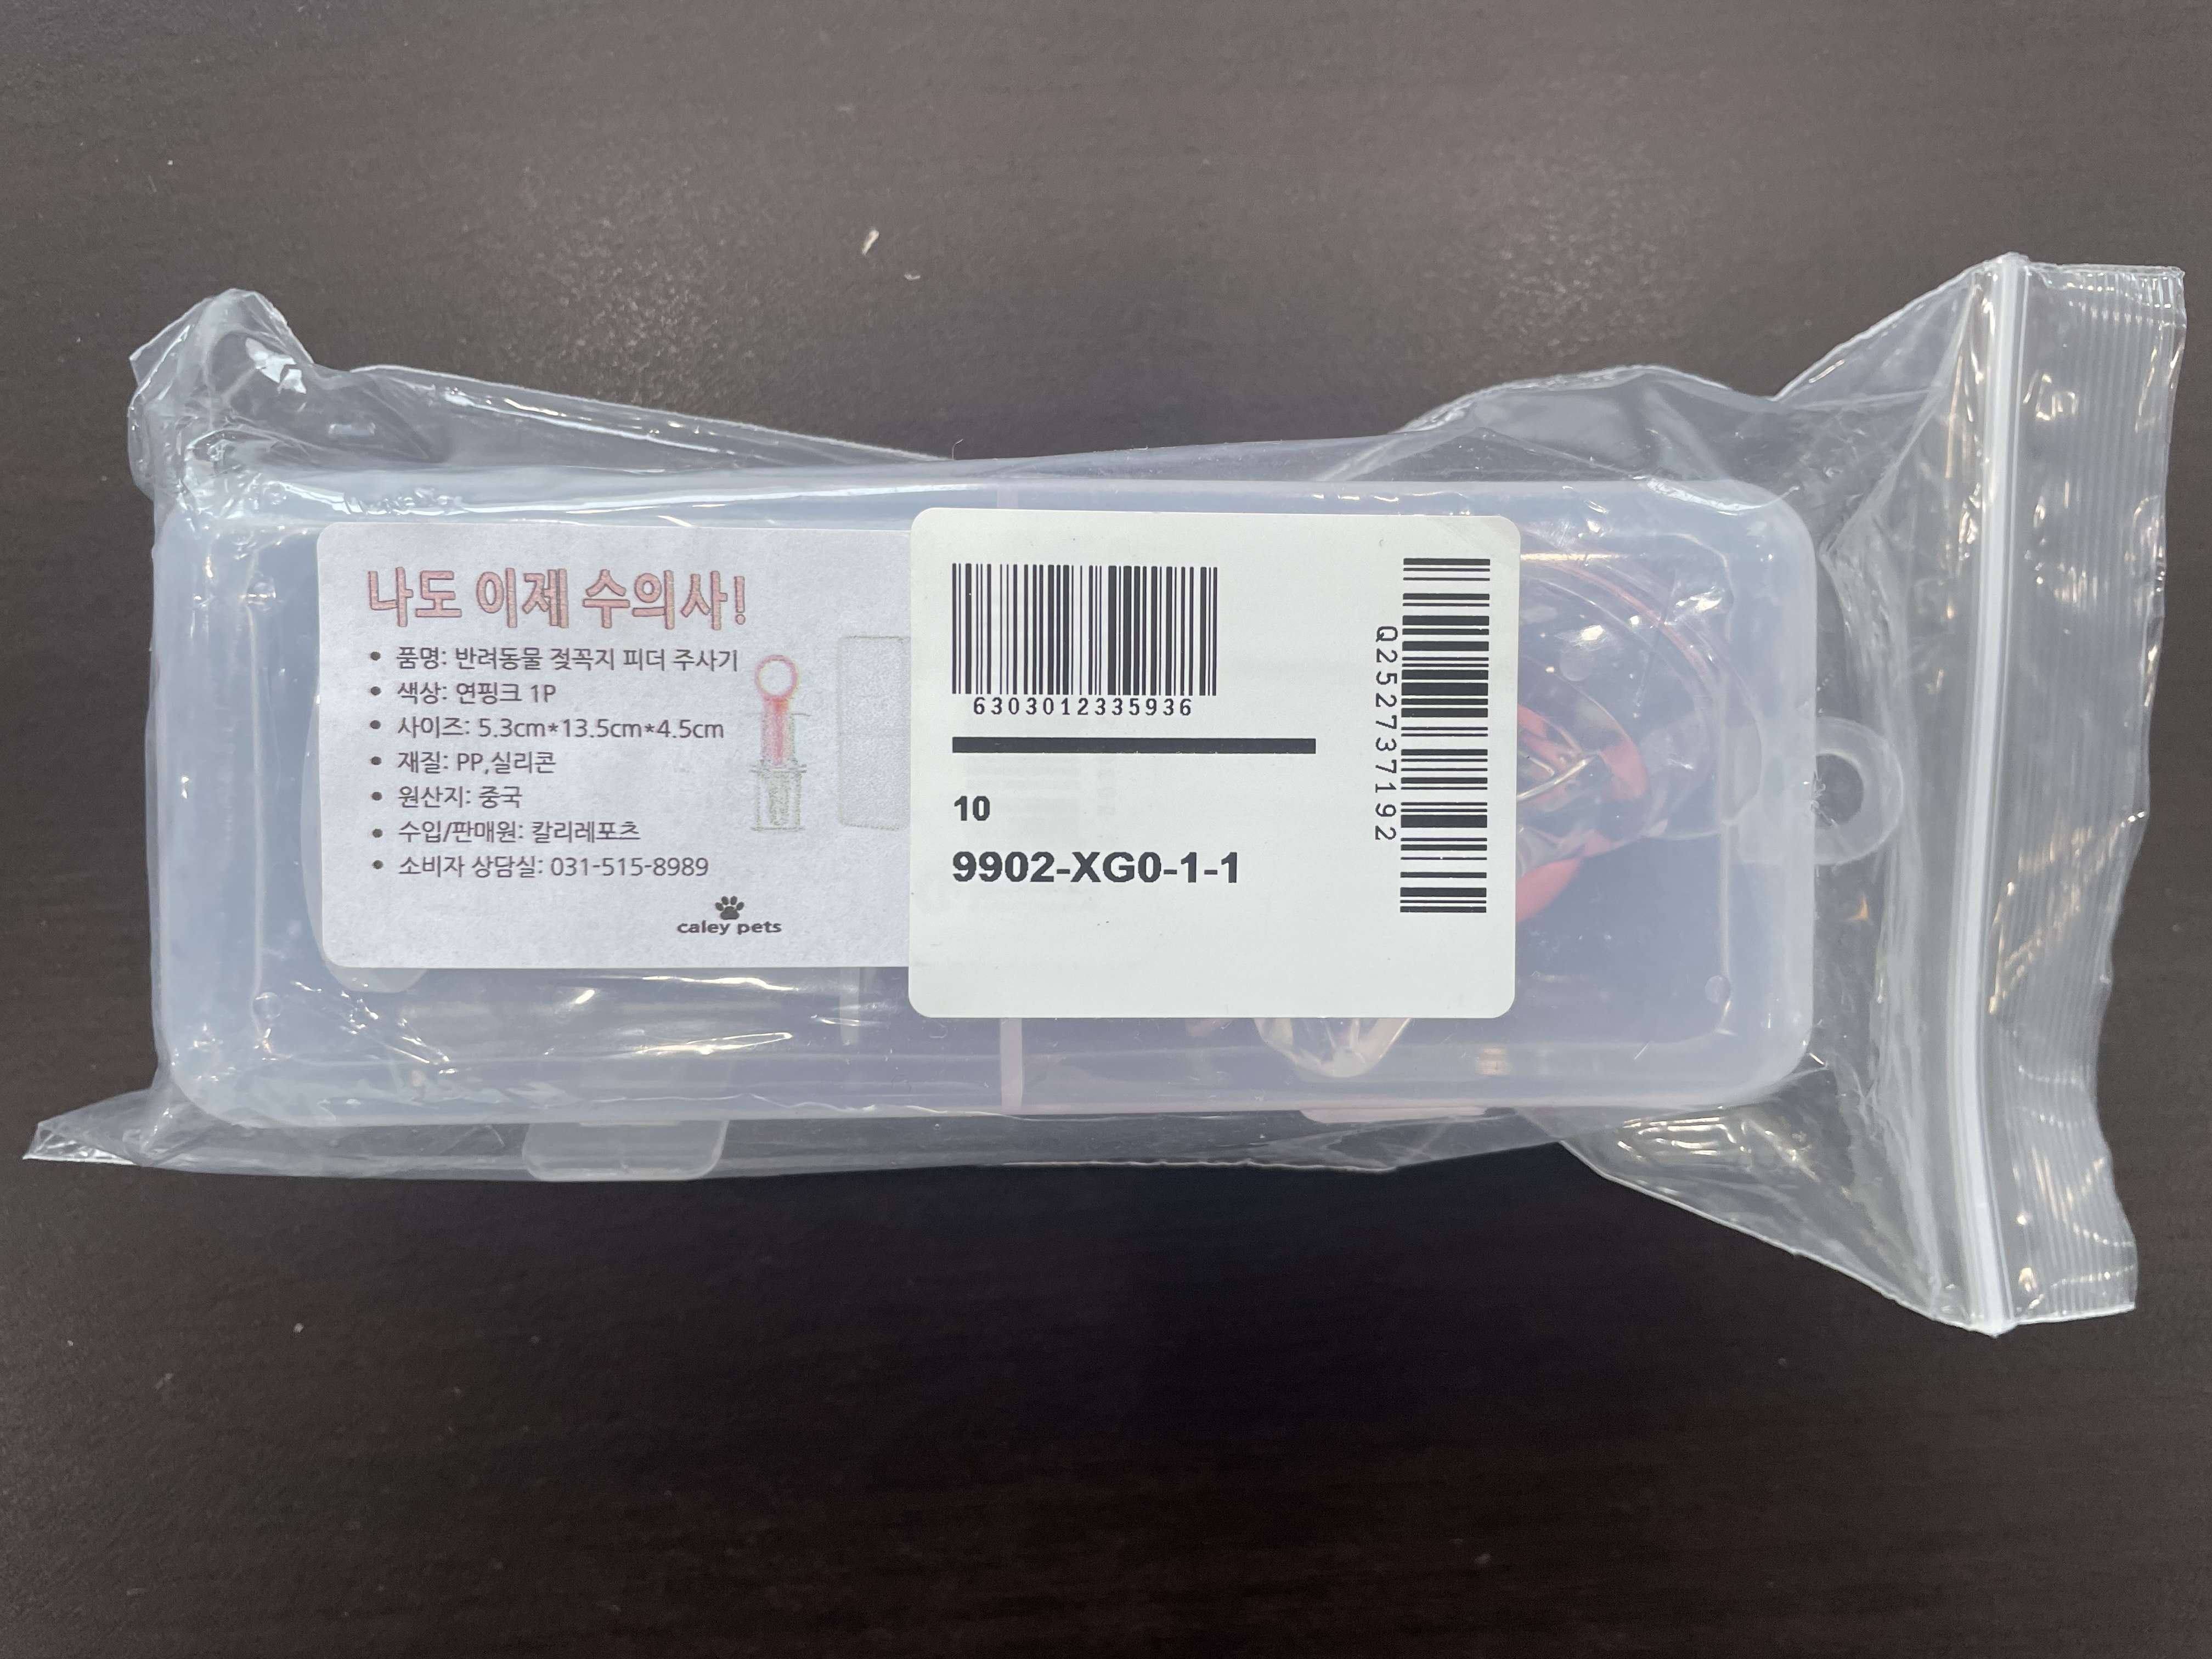 나도 이제 수의사!
• 품명: 반려동물 젖꼭지 피더 주사기
• 색상: 연핑크 1P
• 사이즈: 5.3cm*13.5cm*4.5cm
• 재질: PP,실리콘
• 원산지: 중국
• 수입/판매원: 칼리레포츠
• 소비자 상담실: 031-515-8989
caley pets
6303012335936
10
9902-XG0-1-1
Q252737192